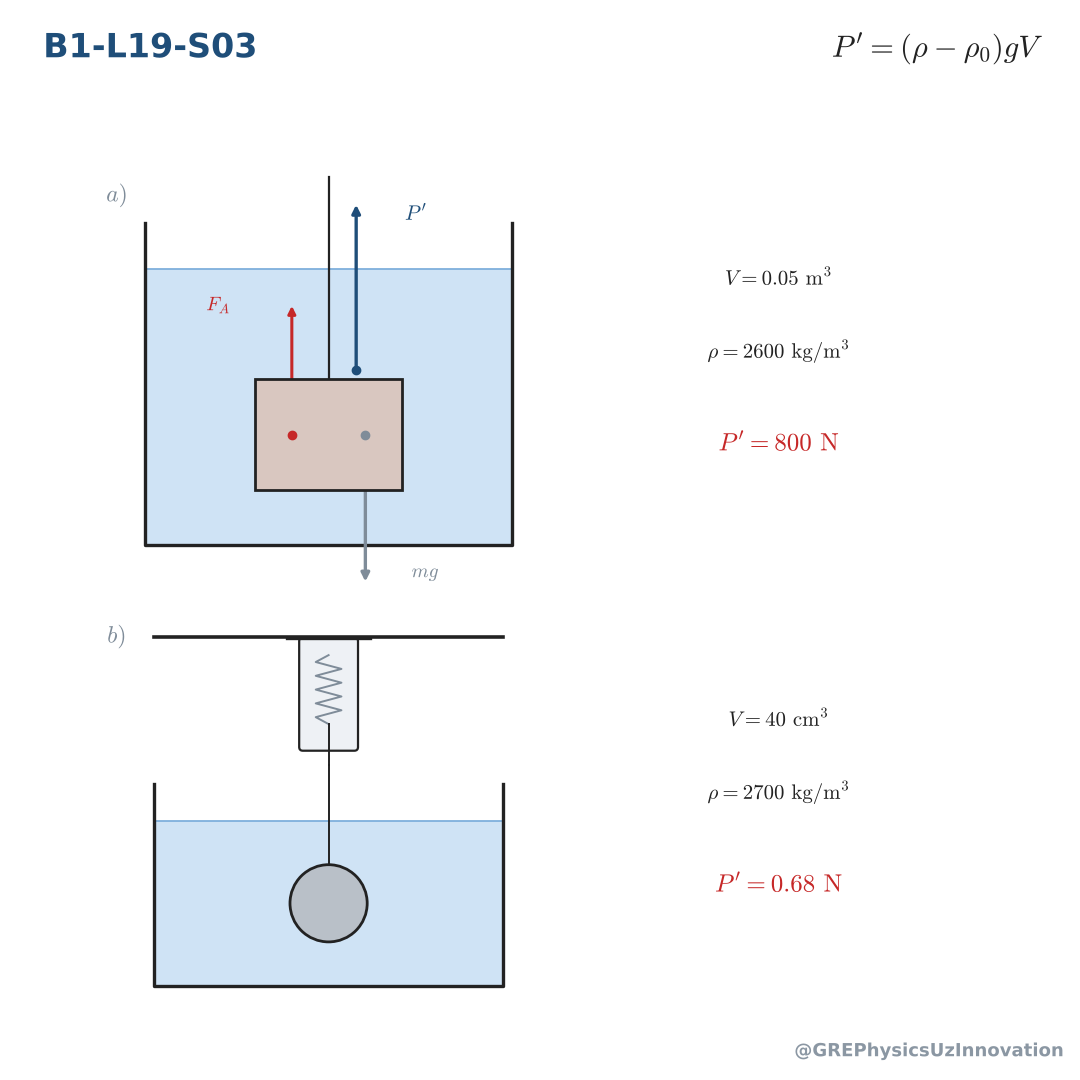 B1-L19-S03
P′ = (ρ − ρ₀)gV
a)
P′
F_A
V = 0.05 m³
ρ = 2600 kg/m³
P′ = 800 N
mg
b)
V = 40 cm³
ρ = 2700 kg/m³
P′ = 0.68 N
@GREPhysicsUzInnovation